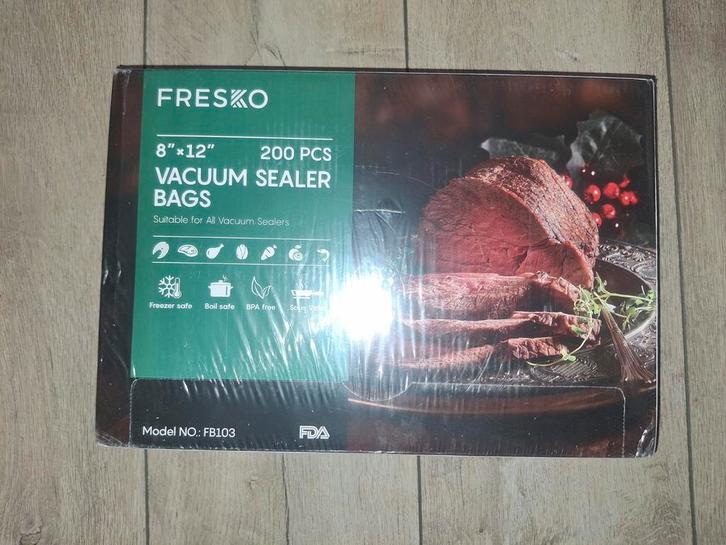 FRESKO
8"×12" 200 PCS
VACUUM SEALER
BAGS
Suitable for All Vacuum Sealers
Freezer safe Boil safe BPA free Sous
Model NO.: FB103 FDA